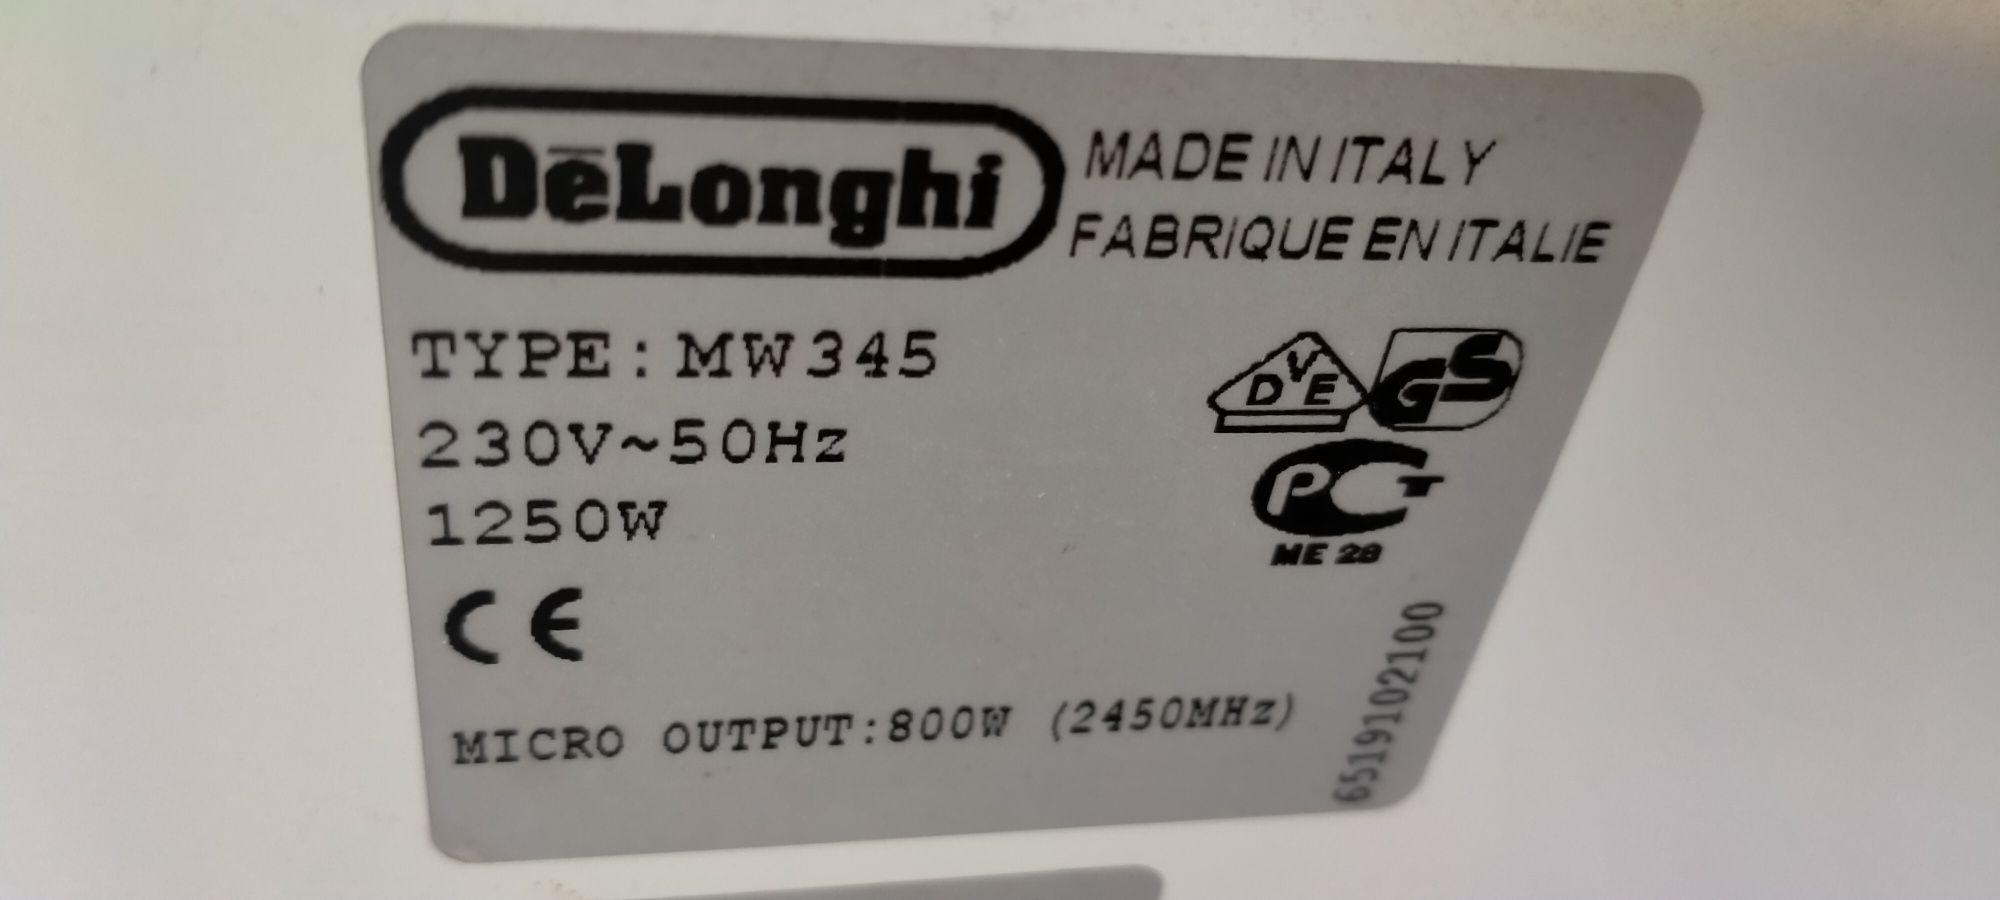 DeLonghi
MADE IN ITALY
FABRIQUE EN ITALIE
TYPE: MW345
230V~50Hz
1250W
CE
DVE
GS
PCT
ME 28
MICRO OUTPUT:800W (2450MHz)
6519102100